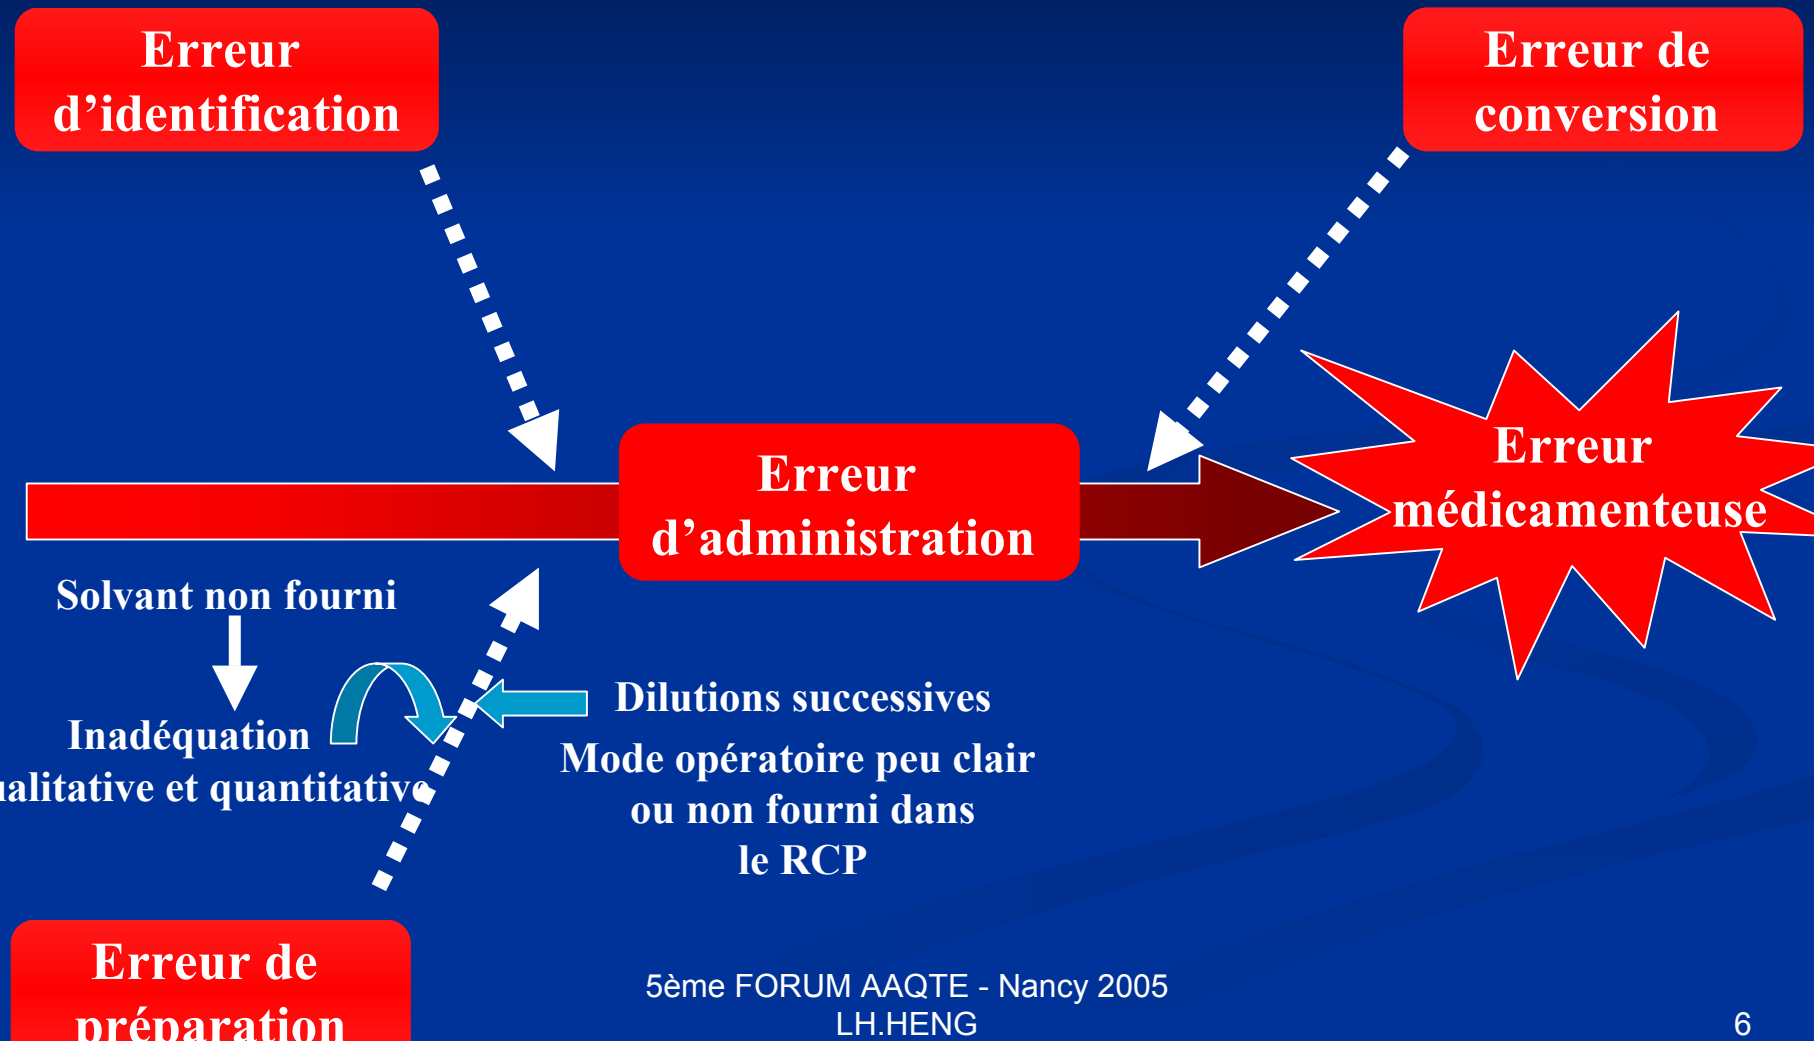 Erreur
d’identification
Erreur de
conversion
Erreur
d’administration
Erreur
médicamenteuse
Solvant non fourni
Inadéquation
ualitative et quantitative
Dilutions successives
Mode opératoire peu clair
ou non fourni dans
le RCP
Erreur de
préparation
5ème FORUM AAQTE - Nancy 2005
LH.HENG
6